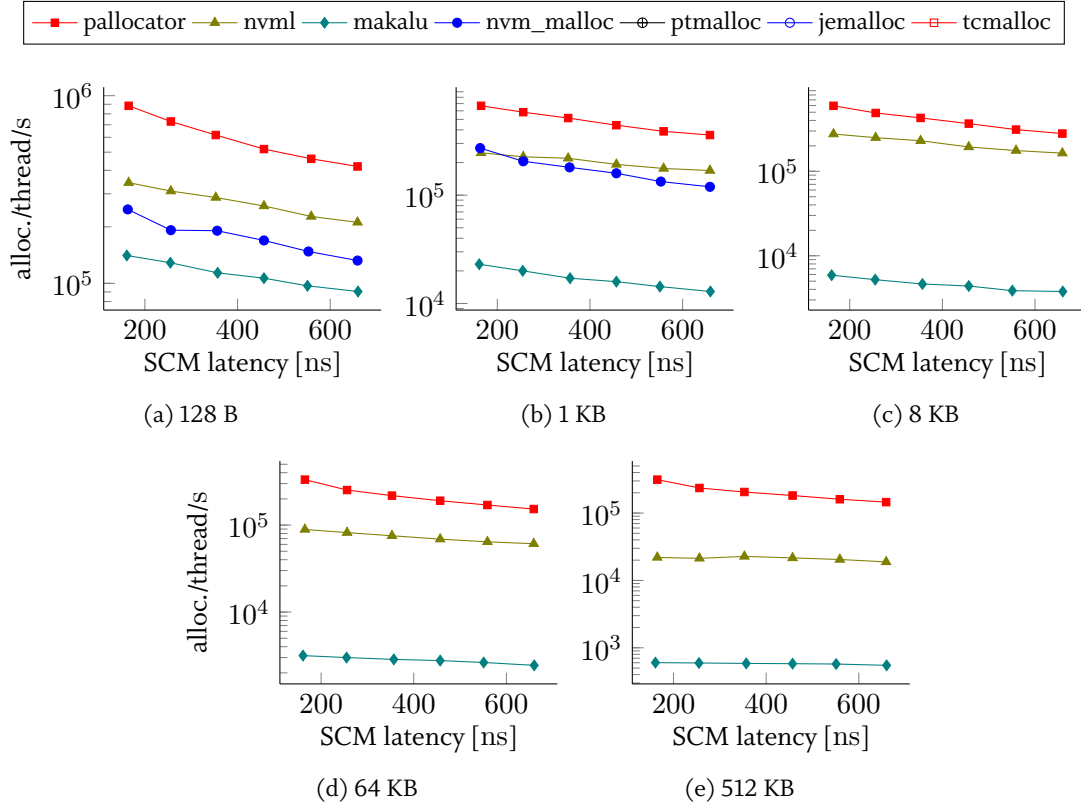 pallocator nvml makalu nvm_malloc ptmalloc jemalloc tcmalloc
alloc./thread/s
10^6
10^5
200 400 600
SCM latency [ns]
(a) 128 B
10^5
10^4
200 400 600
SCM latency [ns]
(b) 1 KB
10^5
10^4
200 400 600
SCM latency [ns]
(c) 8 KB
alloc./thread/s
10^5
10^4
200 400 600
SCM latency [ns]
(d) 64 KB
10^5
10^4
10^3
200 400 600
SCM latency [ns]
(e) 512 KB